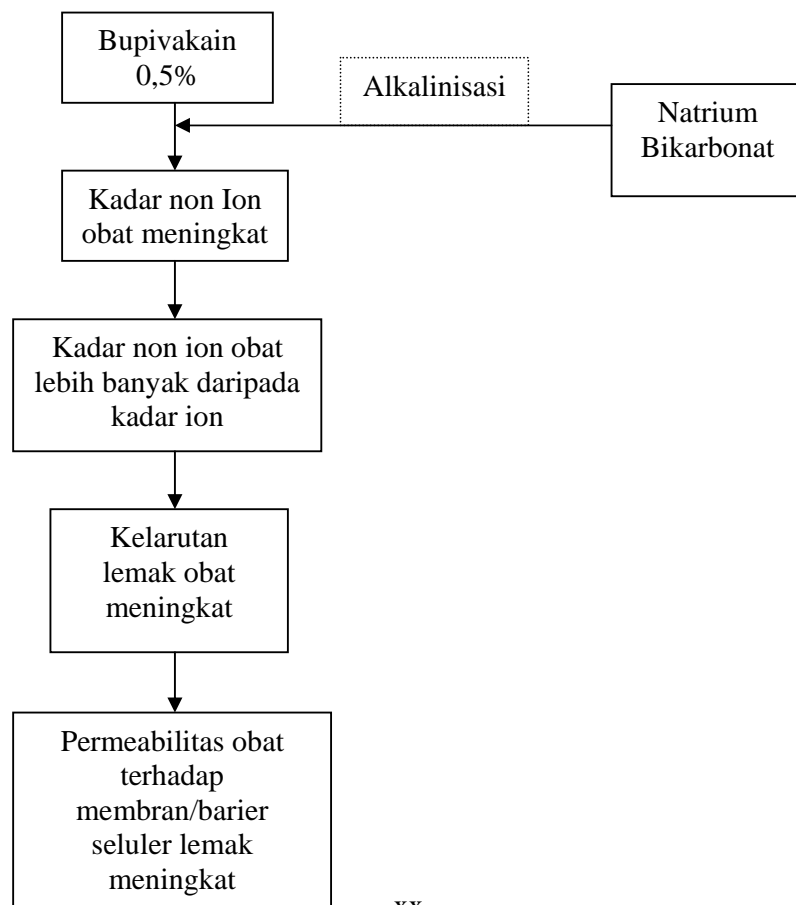 Bupivakain
0,5%
Alkalinisasi
Natrium
Bikarbonat
Kadar non Ion
obat meningkat
Kadar non ion obat
lebih banyak daripada
kadar ion
Kelarutan
lemak obat
meningkat
Permeabilitas obat
terhadap
membran/barier
seluler lemak
meningkat
xx